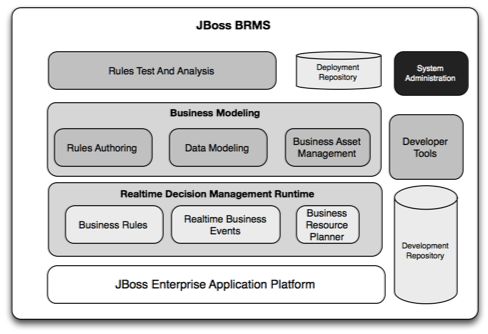 JBoss BRMS
Rules Test And Analysis
Deployment
Repository
System
Administration
Business Modeling
Rules Authoring
Data Modeling
Business Asset
Management
Developer
Tools
Realtime Decision Management Runtime
Business Rules
Realtime Business
Events
Business
Resource
Planner
Development
Repository
JBoss Enterprise Application Platform